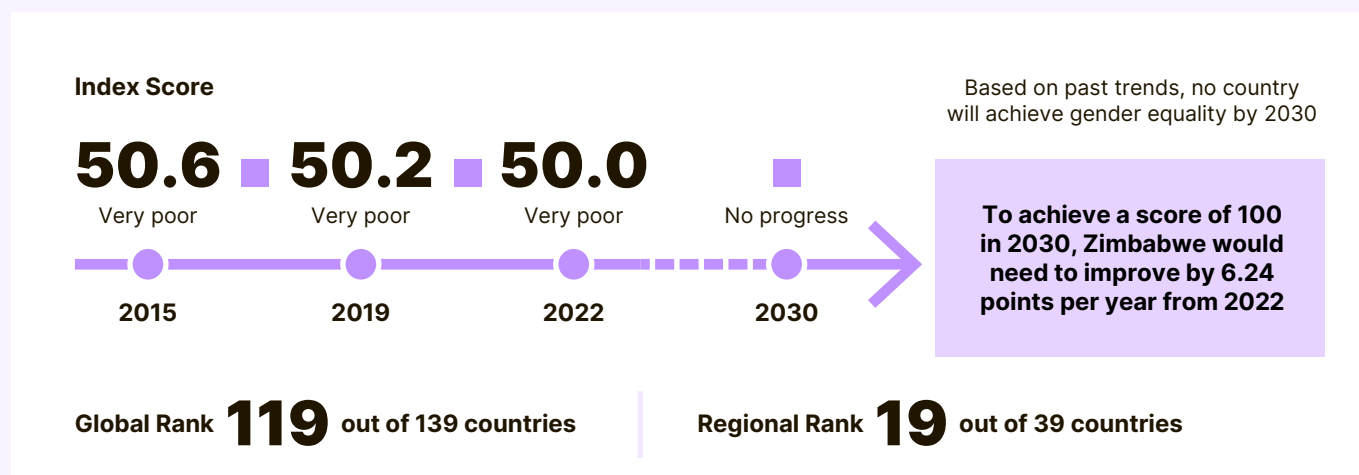 Index Score
Based on past trends, no country
will achieve gender equality by 2030
50.6 50.2 50.0
Very poor Very poor Very poor No progress
To achieve a score of 100
in 2030, Zimbabwe would
need to improve by 6.24
points per year from 2022
2015 2019 2022 2030
Global Rank 119 out of 139 countries
Regional Rank 19 out of 39 countries